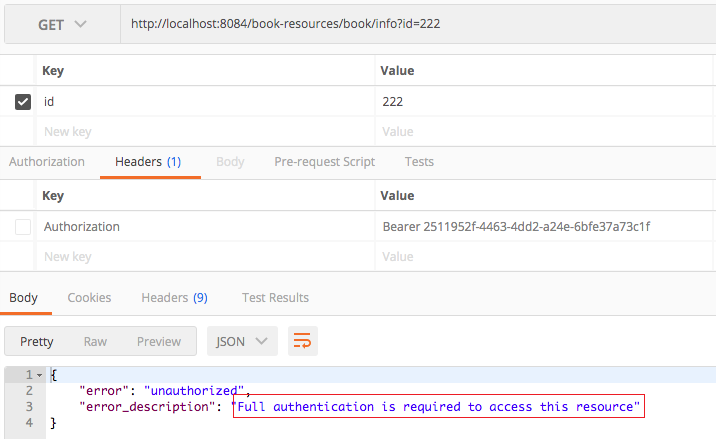 GET http://localhost:8084/book-resources/book/info?id=222
Key Value
id 222
New key Value
Authorization Headers (1) Body Pre-request Script Tests
Key Value
Authorization Bearer 2511952f-4463-4dd2-a24e-6bfe37a73c1f
New key Value
Body Cookies Headers (9) Test Results
Pretty Raw Preview JSON
1 {
2 "error": "unauthorized",
3 "error_description": "Full authentication is required to access this resource"
4 }